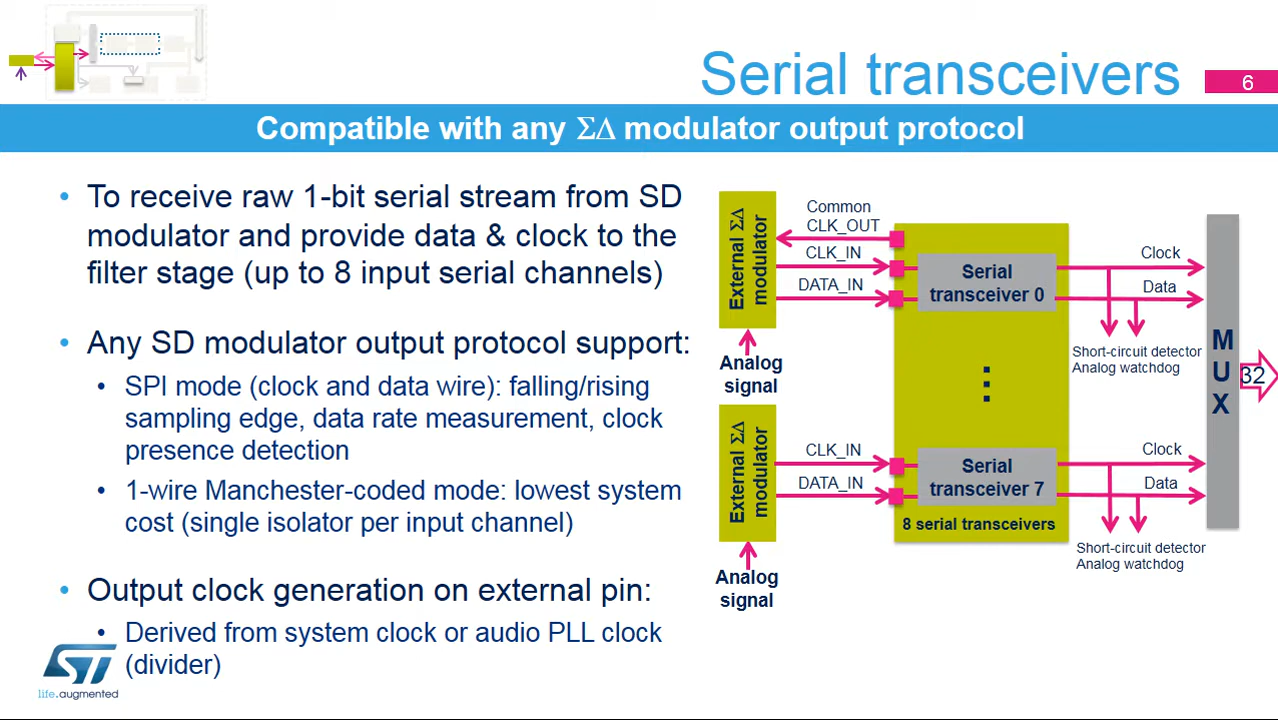 Serial transceivers
6
Compatible with any ΣΔ modulator output protocol
• To receive raw 1-bit serial stream from SD
modulator and provide data & clock to the
filter stage (up to 8 input serial channels)
• Any SD modulator output protocol support:
• SPI mode (clock and data wire): falling/rising
sampling edge, data rate measurement, clock
presence detection
• 1-wire Manchester-coded mode: lowest system
cost (single isolator per input channel)
• Output clock generation on external pin:
• Derived from system clock or audio PLL clock
(divider)
ST
life.augmented
External ΣΔ
modulator
Common
CLK_OUT
CLK_IN
DATA_IN
Serial
transceiver 0
Clock
Data
Short-circuit detector
Analog watchdog
Analog
signal
MUX
32
External ΣΔ
modulator
CLK_IN
DATA_IN
Serial
transceiver 7
8 serial transceivers
Clock
Data
Short-circuit detector
Analog watchdog
Analog
signal